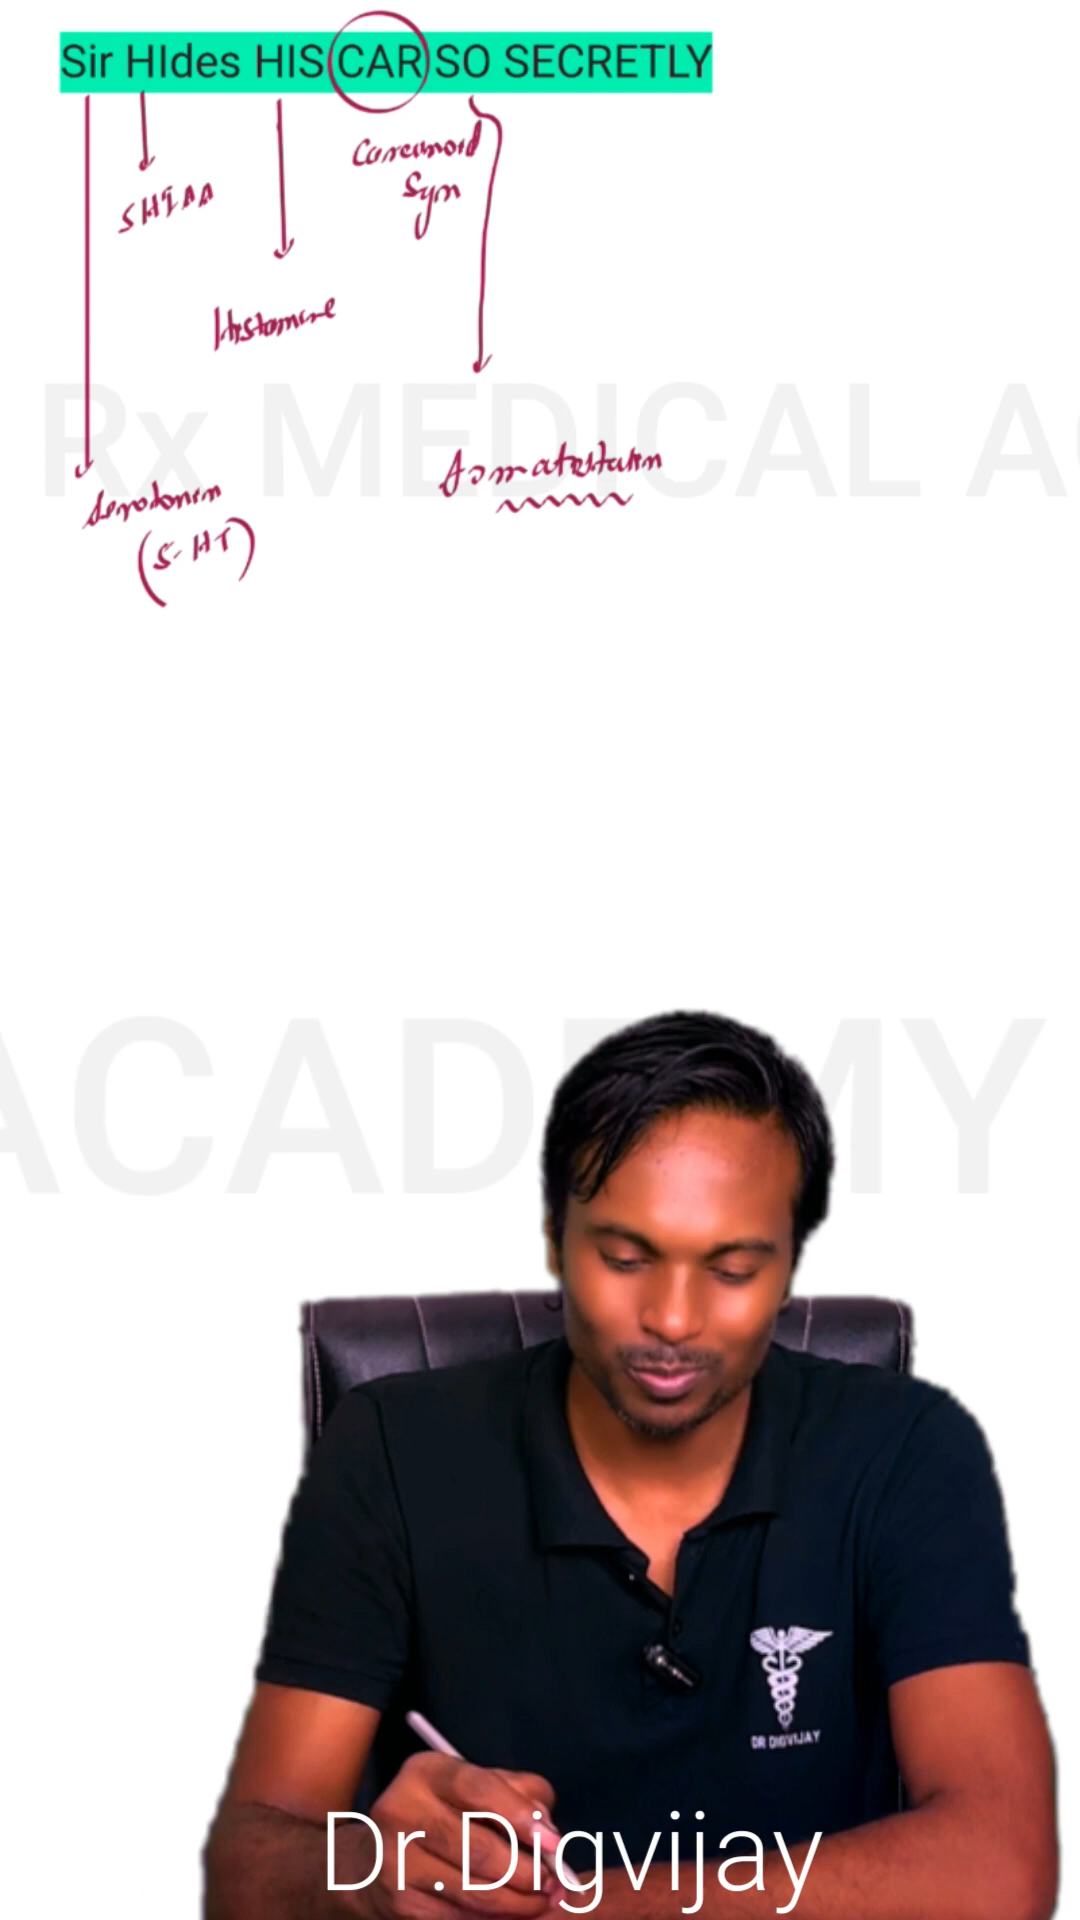 Sir HIdes HIS CAR SO SECRETLY
Carcinoid
Syn
5HIAA
Histamine
Rx MEDICAL AC
Somatostatin
Serotonin
(5-HT)
ACADEMY
DR DIGVIJAY
Dr.Digvijay